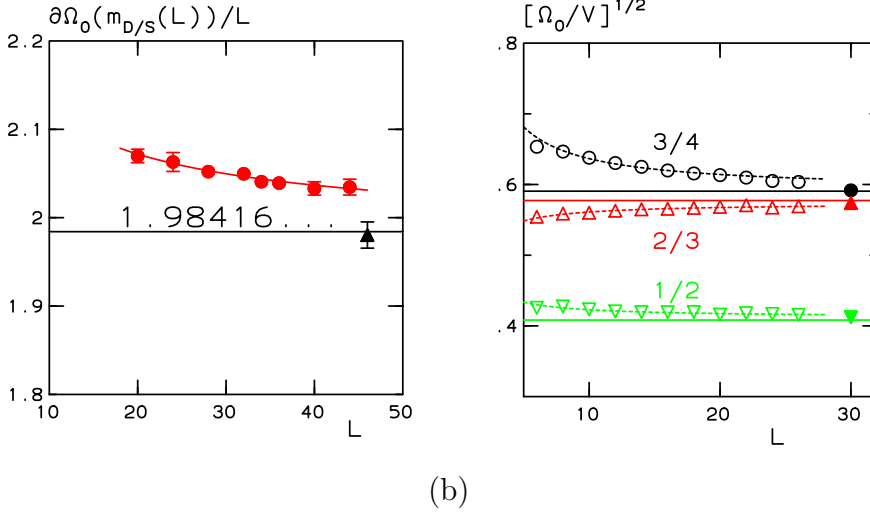 ∂Ω₀(m_{D/S}(L))/L
2.2
2.1
2
1.9
1.8
1.98416...
10 20 30 40 50
L
[Ω₀/V]^{1/2}
.8
.6
.4
3/4
2/3
1/2
10 20 30
L
(b)